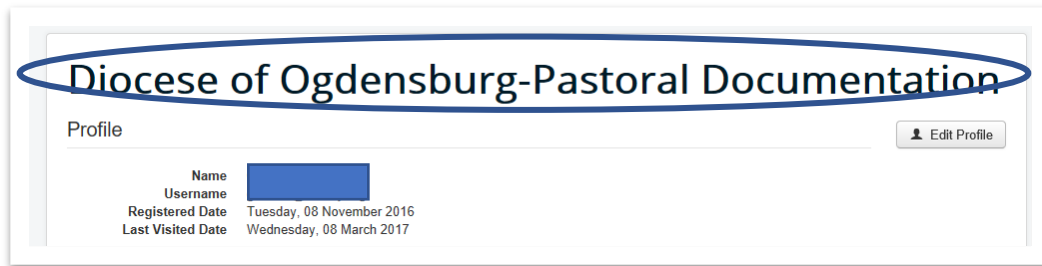 Diocese of Ogdensburg-Pastoral Documentation
Profile
Edit Profile
Name
Username
Registered Date Tuesday, 08 November 2016
Last Visited Date Wednesday, 08 March 2017